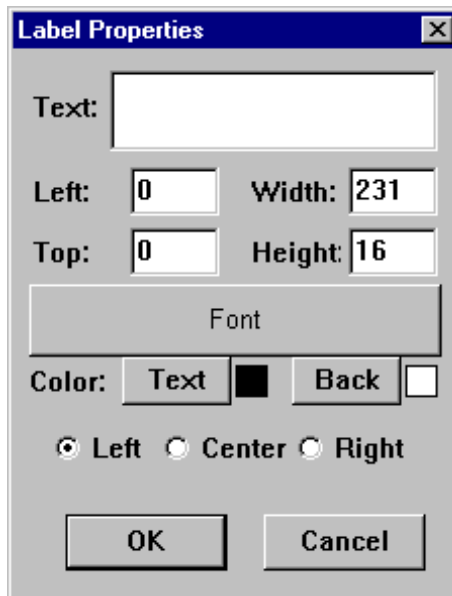 Label Properties
Text:
Left: 0 Width: 231
Top: 0 Height: 16
Font
Color: Text Back
Left Center Right
OK Cancel